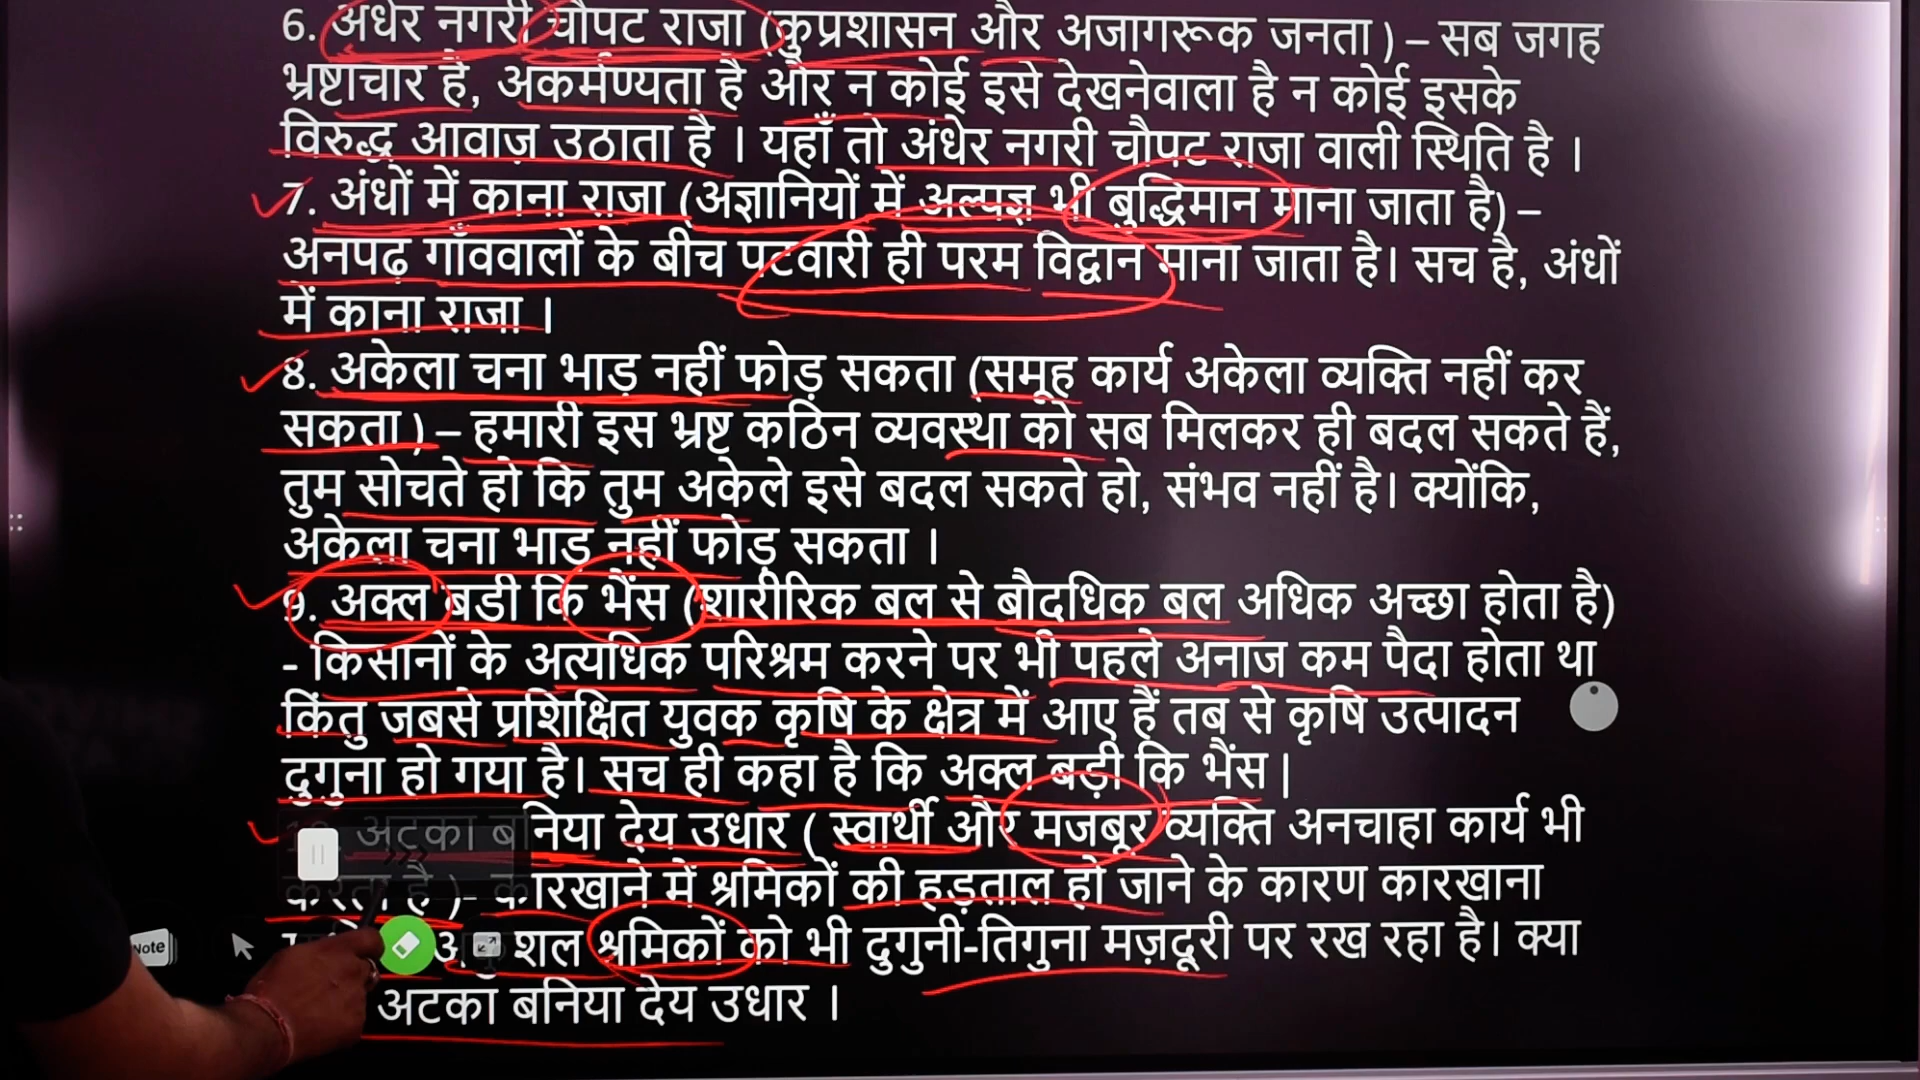 6. अंधेर नगरी चौपट राजा (कुप्रशासन और अजागरूक जनता ) – सब जगह
भ्रष्टाचार है, अकर्मण्यता है और न कोई इसे देखनेवाला है न कोई इसके
विरुद्ध आवाज़ उठाता है । यहाँ तो अंधेर नगरी चौपट राजा वाली स्थिति है ।
7. अंधों में काना राजा (अज्ञानियों में अल्पज्ञ भी बुद्धिमान माना जाता है) –
अनपढ़ गाँववालों के बीच पटवारी ही परम विद्वान माना जाता है। सच है, अंधों
में काना राजा ।
8. अकेला चना भाड़ नहीं फोड़ सकता (समूह कार्य अकेला व्यक्ति नहीं कर
सकता ) – हमारी इस भ्रष्ट कठिन व्यवस्था को सब मिलकर ही बदल सकते हैं,
तुम सोचते हो कि तुम अकेले इसे बदल सकते हो, संभव नहीं है। क्योंकि,
अकेला चना भाड़ नहीं फोड़ सकता ।
9. अक्ल बडी कि भैंस (शारीरिक बल से बौद्धिक बल अधिक अच्छा होता है)
- किसानों के अत्यधिक परिश्रम करने पर भी पहले अनाज कम पैदा होता था
किंतु जबसे प्रशिक्षित युवक कृषि के क्षेत्र में आए हैं तब से कृषि उत्पादन
दुगुना हो गया है। सच ही कहा है कि अक्ल बड़ी कि भैंस |
अटका बनिया देय उधार ( स्वार्थी और मजबूर व्यक्ति अनचाहा कार्य भी
करता है )- कारखाने में श्रमिकों की हड़ताल हो जाने के कारण कारखाना
श्रमिकों को भी दुगुनी-तिगुना मज़दूरी पर रख रहा है। क्या
अटका बनिया देय उधार ।
Note